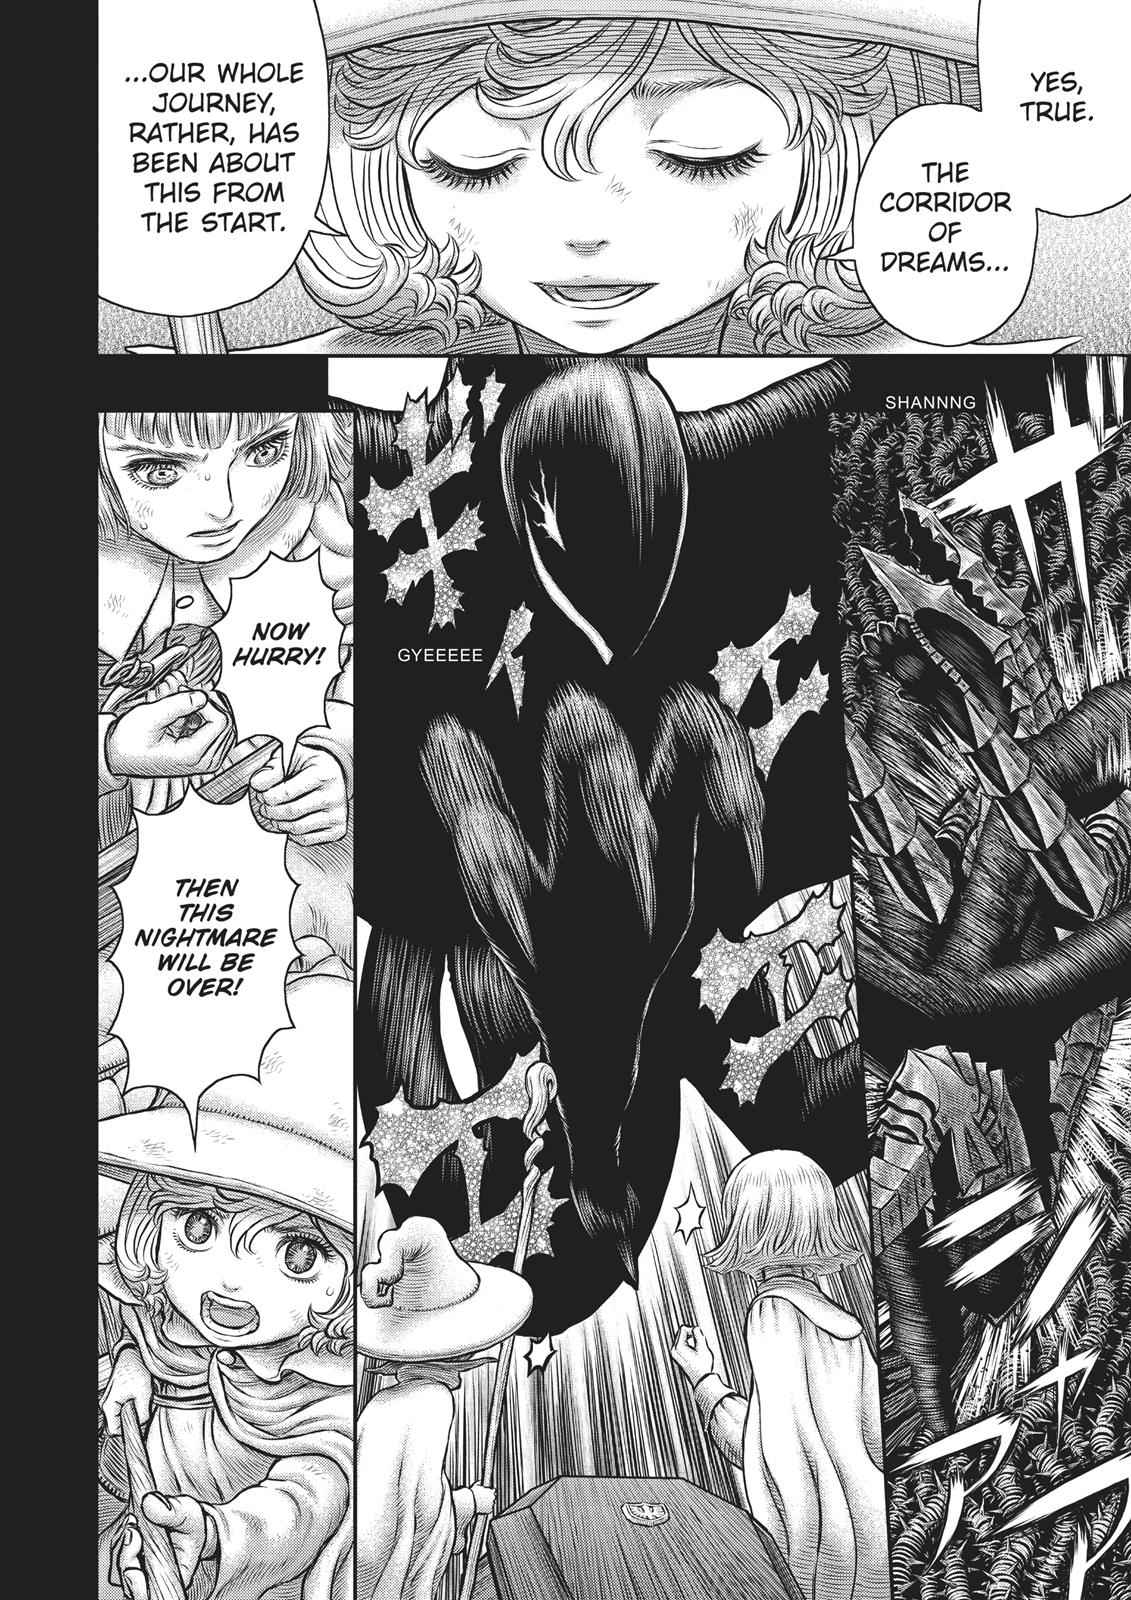 YES,
TRUE.
THE
CORRIDOR
OF
DREAMS...
...OUR WHOLE
JOURNEY,
RATHER, HAS
BEEN ABOUT
THIS FROM
THE START.
SHANNNG
GYEEEEE
NOW
HURRY!
THEN
THIS
NIGHTMARE
WILL BE
OVER!